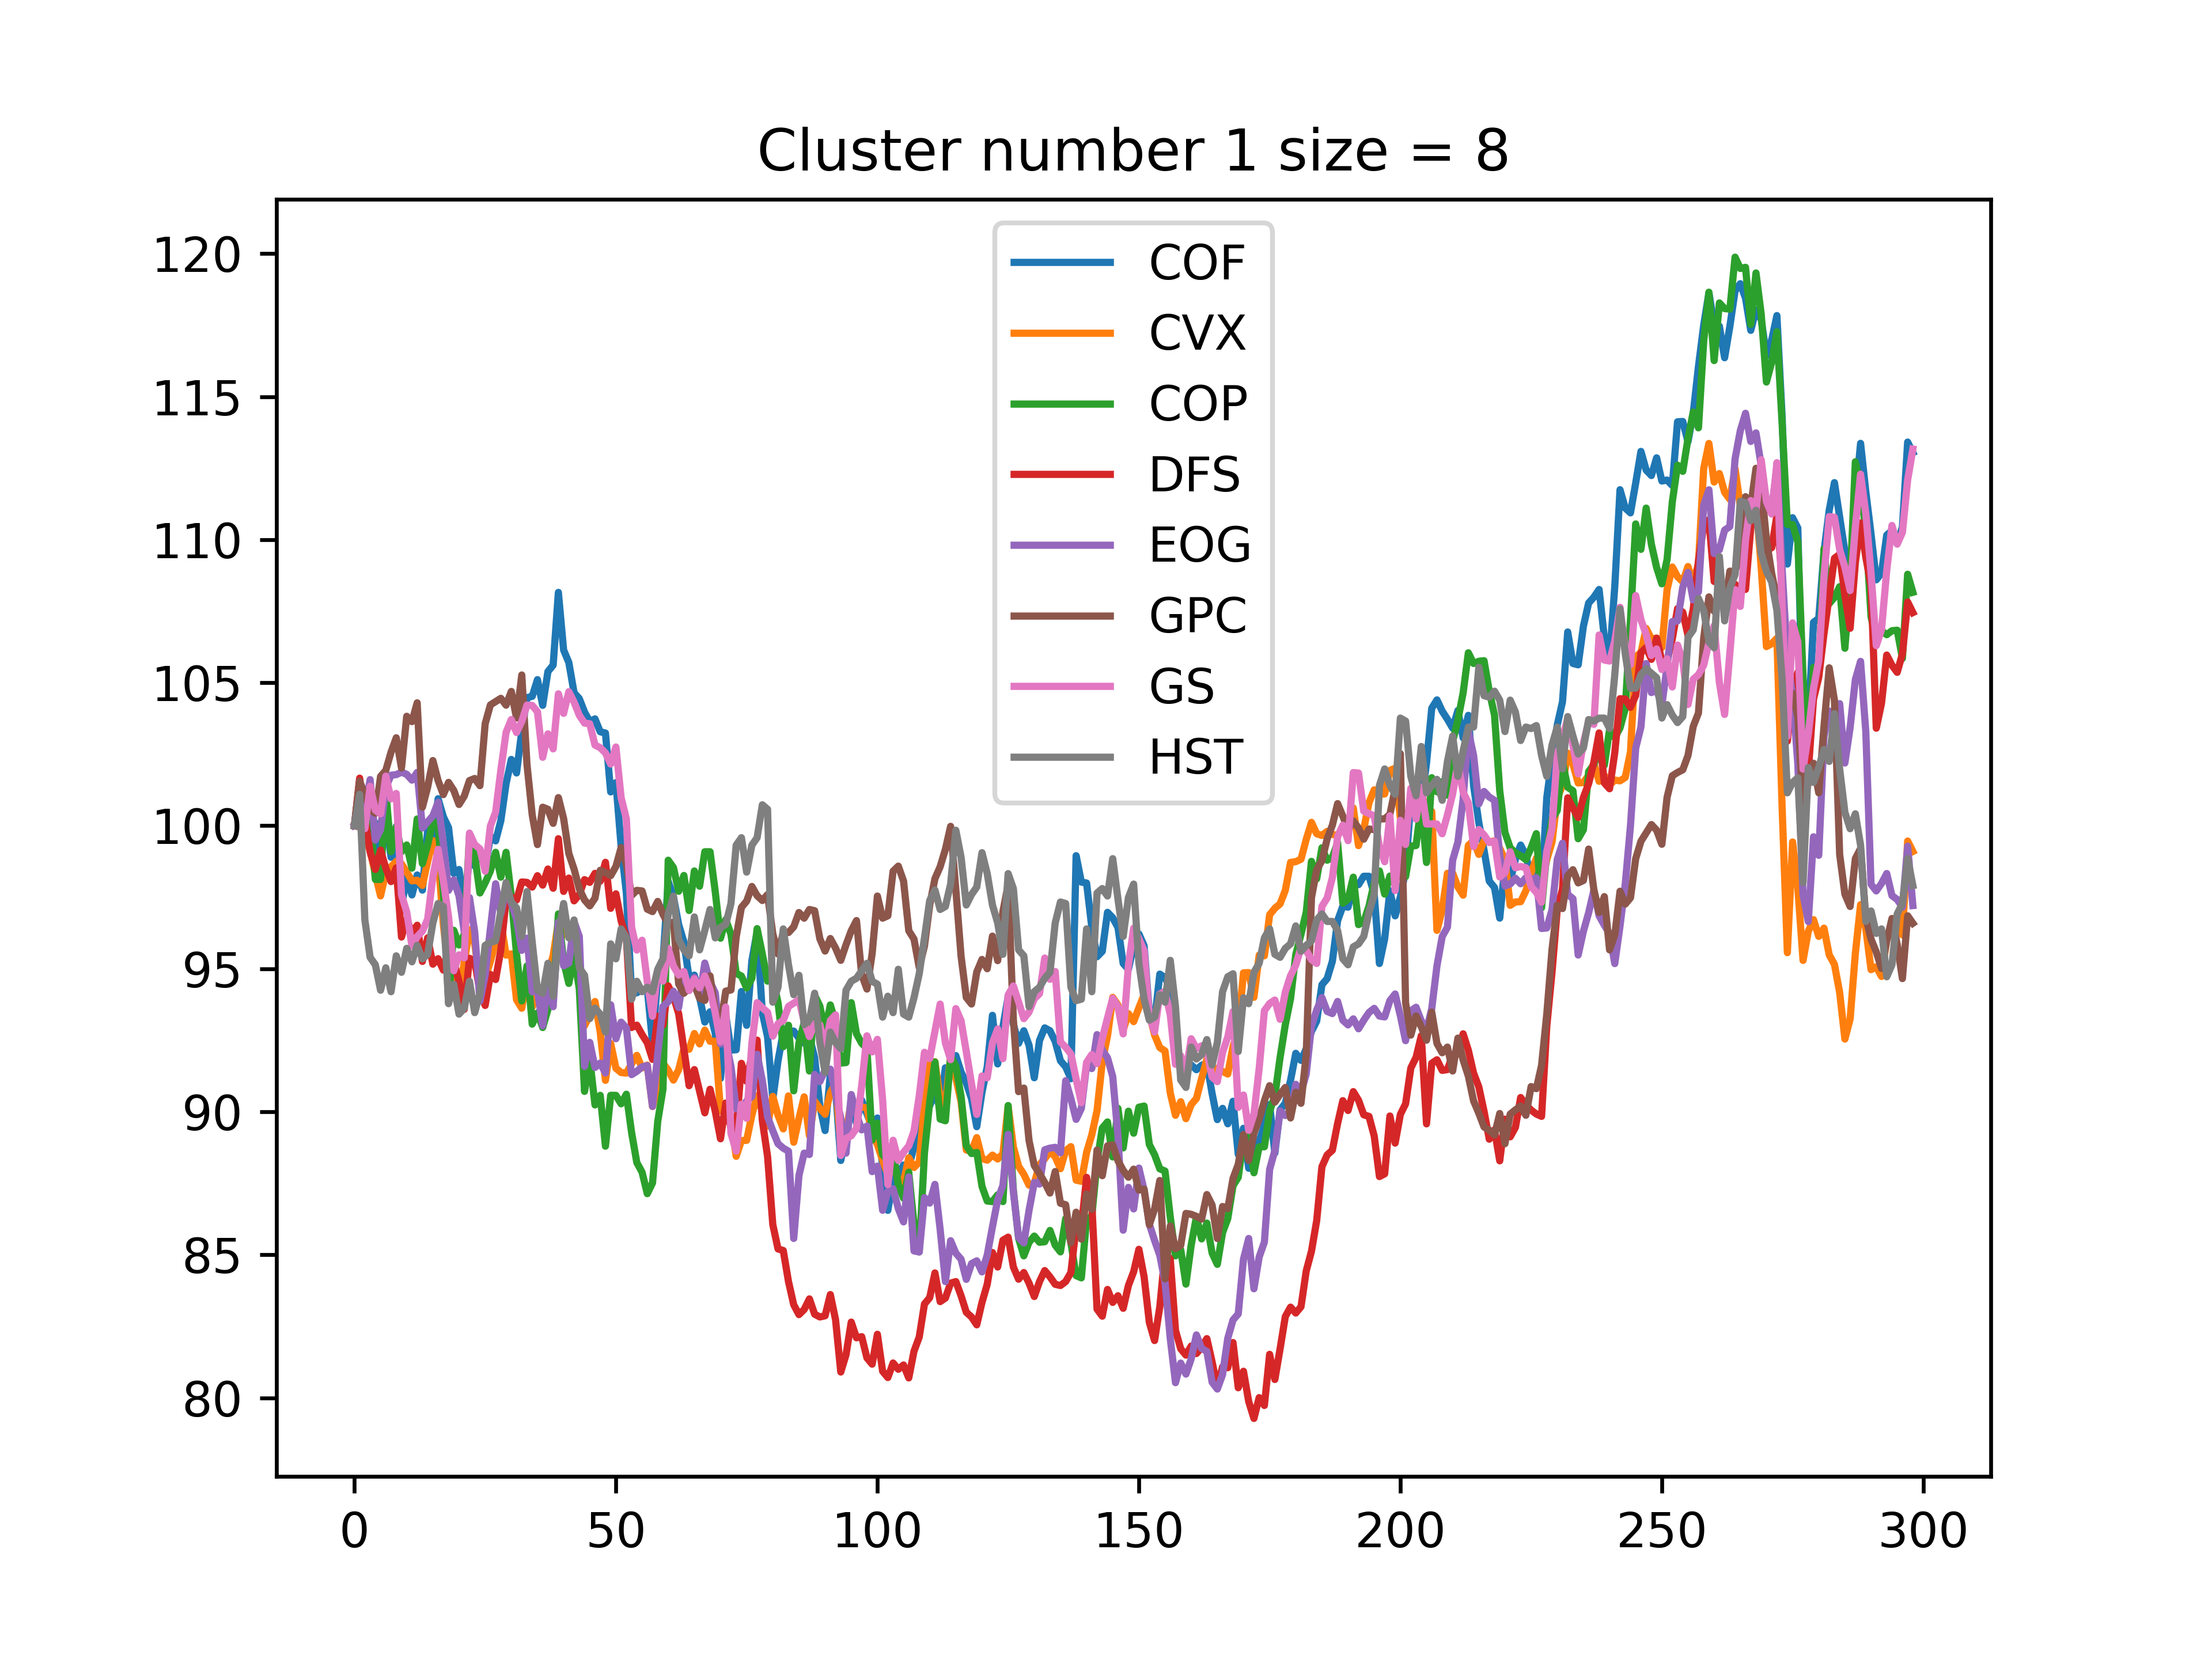 Cluster number 1 size = 8
120
115
110
105
100
95
90
85
80
COF
CVX
COP
DFS
EOG
GPC
GS
HST
0 50 100 150 200 250 300